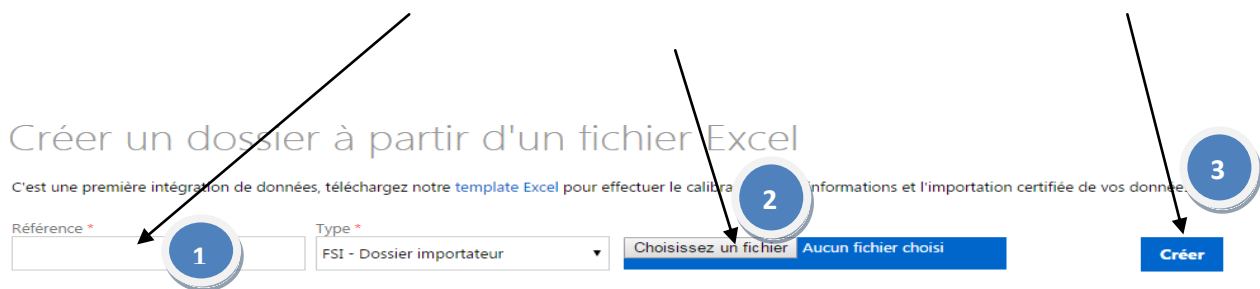 Créer un dossier à partir d'un fichier Excel
3
C'est une première intégration de données, téléchargez notre template Excel pour effectuer le informations et l'importation certifiée de vos
2
Référence * Type *
1 FSI - Dossier importateur Choisissez un fichier Aucun fichier choisi Créer